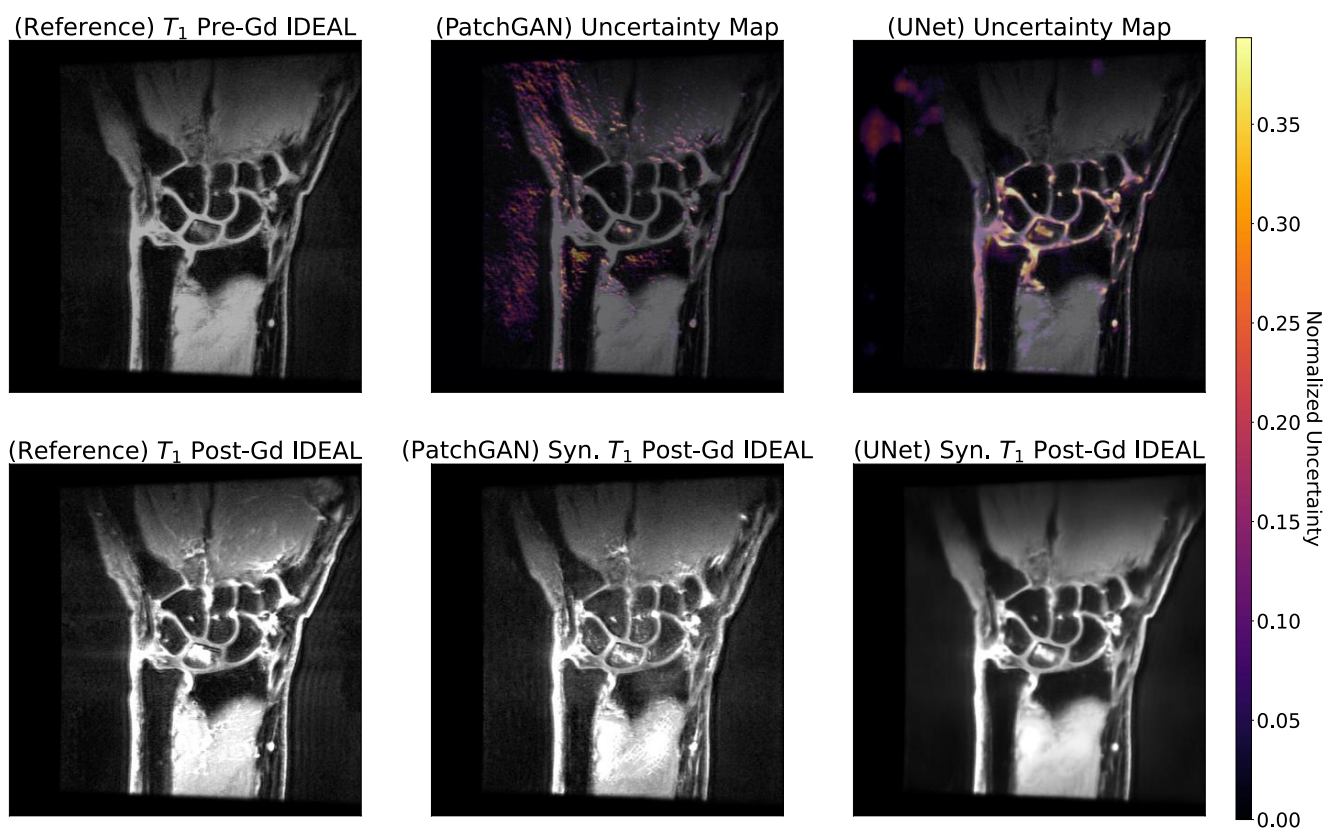 (Reference) T₁ Pre-Gd IDEAL
(PatchGAN) Uncertainty Map
(UNet) Uncertainty Map
(Reference) T₁ Post-Gd IDEAL
(PatchGAN) Syn. T₁ Post-Gd IDEAL
(UNet) Syn. T₁ Post-Gd IDEAL
0.35
0.30
0.25
0.20
0.15
0.10
0.05
0.00
Normalized Uncertainty